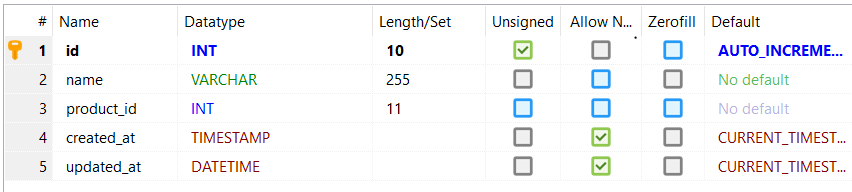 # Name Datatype Length/Set Unsigned Allow N... Zerofill Default
1 id INT 10 AUTO_INCREME...
2 name VARCHAR 255 No default
3 product_id INT 11 No default
4 created_at TIMESTAMP CURRENT_TIMEST...
5 updated_at DATETIME CURRENT_TIMEST...